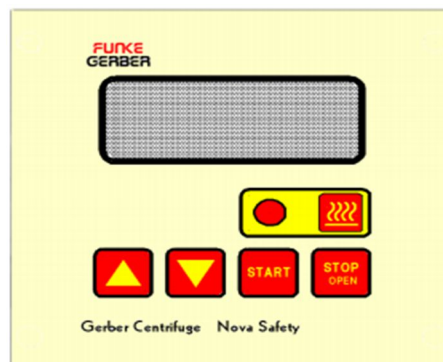 FUNKE
GERBER
START
STOP
OPEN
Gerber Centrifuge Nova Safety